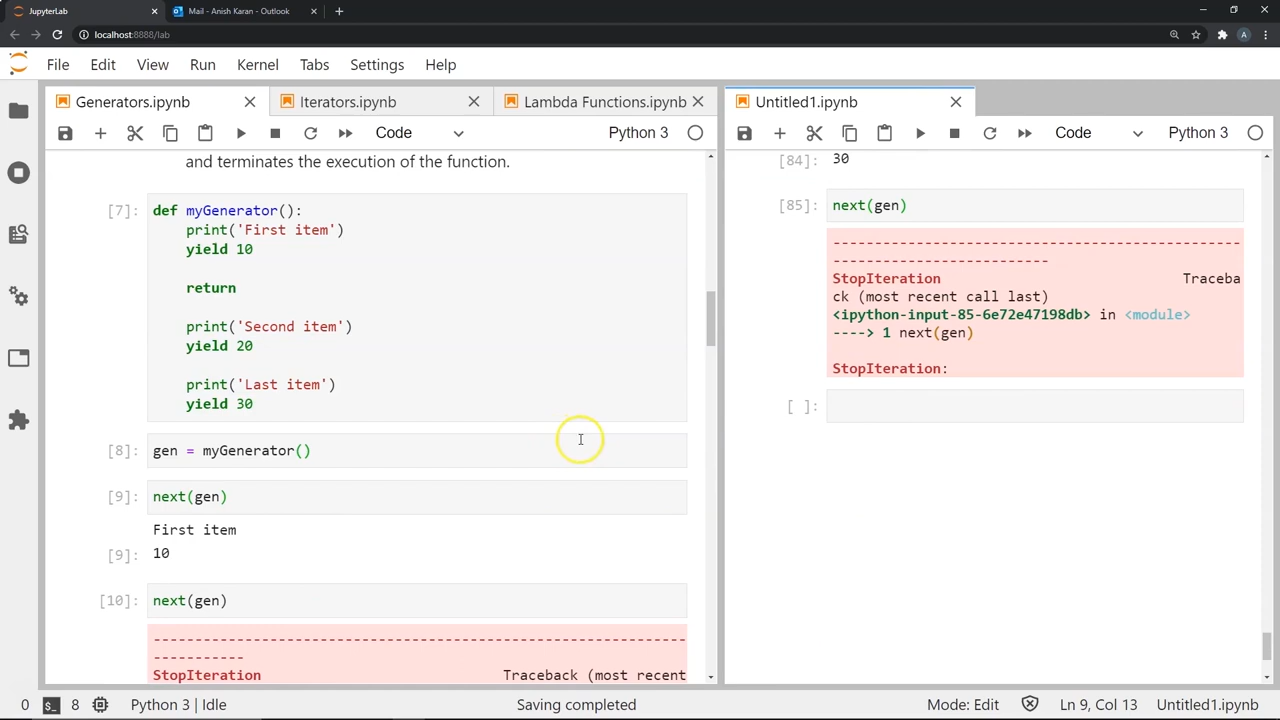 JupyterLab
Mail - Anish Karan - Outlook
localhost:8888/lab
A
File Edit View Run Kernel Tabs Settings Help
Generators.ipynb
Iterators.ipynb
Lambda Functions.ipynb
Code
Python 3
and terminates the execution of the function.
[7]:
def myGenerator():
print('First item')
yield 10
return
print('Second item')
yield 20
print('Last item')
yield 30
[8]: gen = myGenerator()
[9]: next(gen)
First item
[9]: 10
[10]: next(gen)
---------------------------------------------------------------------------
StopIteration Traceback (most recent
Untitled1.ipynb
Code
Python 3
[84]: 30
[85]: next(gen)
---------------------------------------------------------------------------
StopIteration Traceba
ck (most recent call last)
<ipython-input-85-6e72e47198db> in <module>
----> 1 next(gen)
StopIteration:
[ ]:
0 $_ 8 Python 3 | Idle Saving completed Mode: Edit Ln 9, Col 13 Untitled1.ipynb